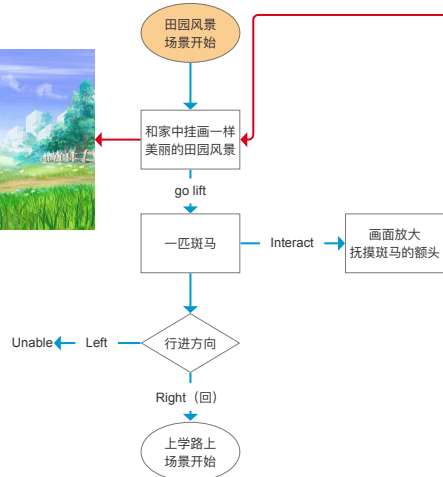 田园风景
场景开始
和家中挂画一样
美丽的田园风景
go lift
一匹斑马
Interact
画面放大
抚摸斑马的额头
Unable
Left
行进方向
Right（回）
上学路上
场景开始